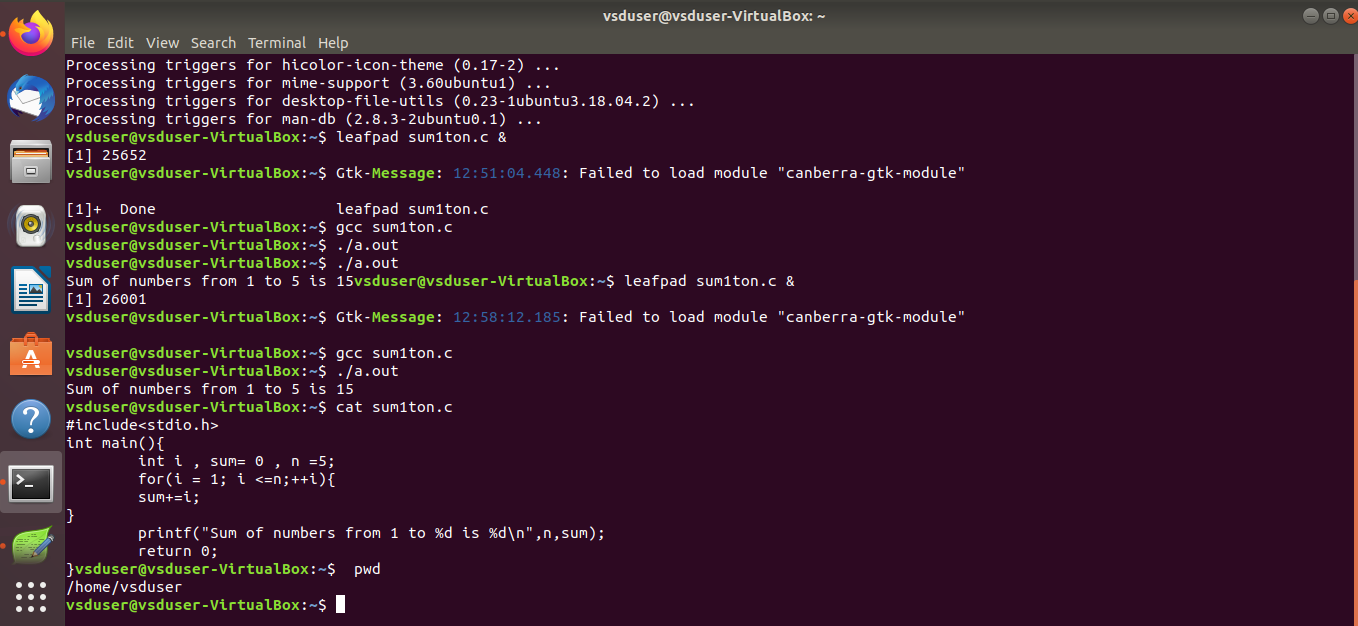 vsduser@vsduser-VirtualBox: ~
File Edit View Search Terminal Help
Processing triggers for hicolor-icon-theme (0.17-2) ...
Processing triggers for mime-support (3.60ubuntu1) ...
Processing triggers for desktop-file-utils (0.23-1ubuntu3.18.04.2) ...
Processing triggers for man-db (2.8.3-2ubuntu0.1) ...
vsduser@vsduser-VirtualBox:~$ leafpad sum1ton.c &
[1] 25652
vsduser@vsduser-VirtualBox:~$ Gtk-Message: 12:51:04.448: Failed to load module "canberra-gtk-module"
[1]+  Done                    leafpad sum1ton.c
vsduser@vsduser-VirtualBox:~$ gcc sum1ton.c
vsduser@vsduser-VirtualBox:~$ ./a.out
vsduser@vsduser-VirtualBox:~$ ./a.out
Sum of numbers from 1 to 5 is 15vsduser@vsduser-VirtualBox:~$ leafpad sum1ton.c &
[1] 26001
vsduser@vsduser-VirtualBox:~$ Gtk-Message: 12:58:12.185: Failed to load module "canberra-gtk-module"
vsduser@vsduser-VirtualBox:~$ gcc sum1ton.c
vsduser@vsduser-VirtualBox:~$ ./a.out
Sum of numbers from 1 to 5 is 15
vsduser@vsduser-VirtualBox:~$ cat sum1ton.c
#include<stdio.h>
int main(){
        int i , sum= 0 , n =5;
        for(i = 1; i <=n;++i){
        sum+=i;
}
        printf("Sum of numbers from 1 to %d is %d\n",n,sum);
        return 0;
}vsduser@vsduser-VirtualBox:~$  pwd
/home/vsduser
vsduser@vsduser-VirtualBox:~$